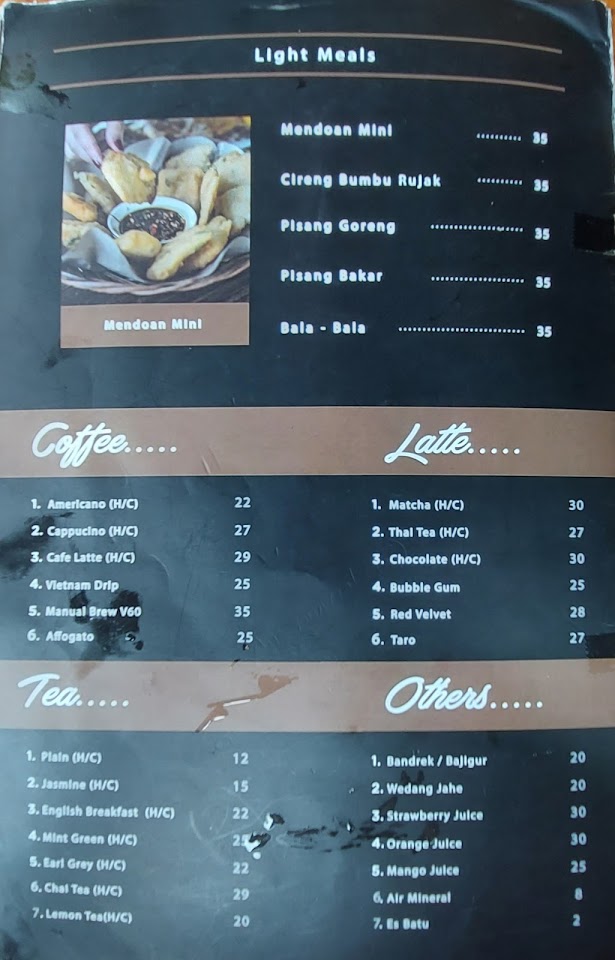 Light Meals
Mendoan Mini .......... 35
Cireng Bumbu Rujak .......... 35
Pisang Goreng .................... 35
Pisang Bakar .................... 35
Bala - Bala ........................... 35
Mendoan Mini
Coffee.....
1. Americano (H/C) 22
2. Cappucino (H/C) 27
3. Cafe Latte (H/C) 29
4. Vietnam Drip 25
5. Manual Brew V60 35
6. Affogato 25
Latte.....
1. Matcha (H/C) 30
2. Thai Tea (H/C) 27
3. Chocolate (H/C) 30
4. Bubble Gum 25
5. Red Velvet 28
6. Taro 27
Tea.....
1. Plain (H/C) 12
2. Jasmine (H/C) 15
3. English Breakfast (H/C) 22
4. Mint Green (H/C) 25
5. Earl Grey (H/C) 22
6. Chai Tea (H/C) 29
7. Lemon Tea(H/C) 20
Others.....
1. Bandrek / Bajigur 20
2. Wedang Jahe 20
3. Strawberry Juice 30
4. Orange Juice 30
5. Mango Juice 25
6. Air Mineral 8
7. Es Batu 2